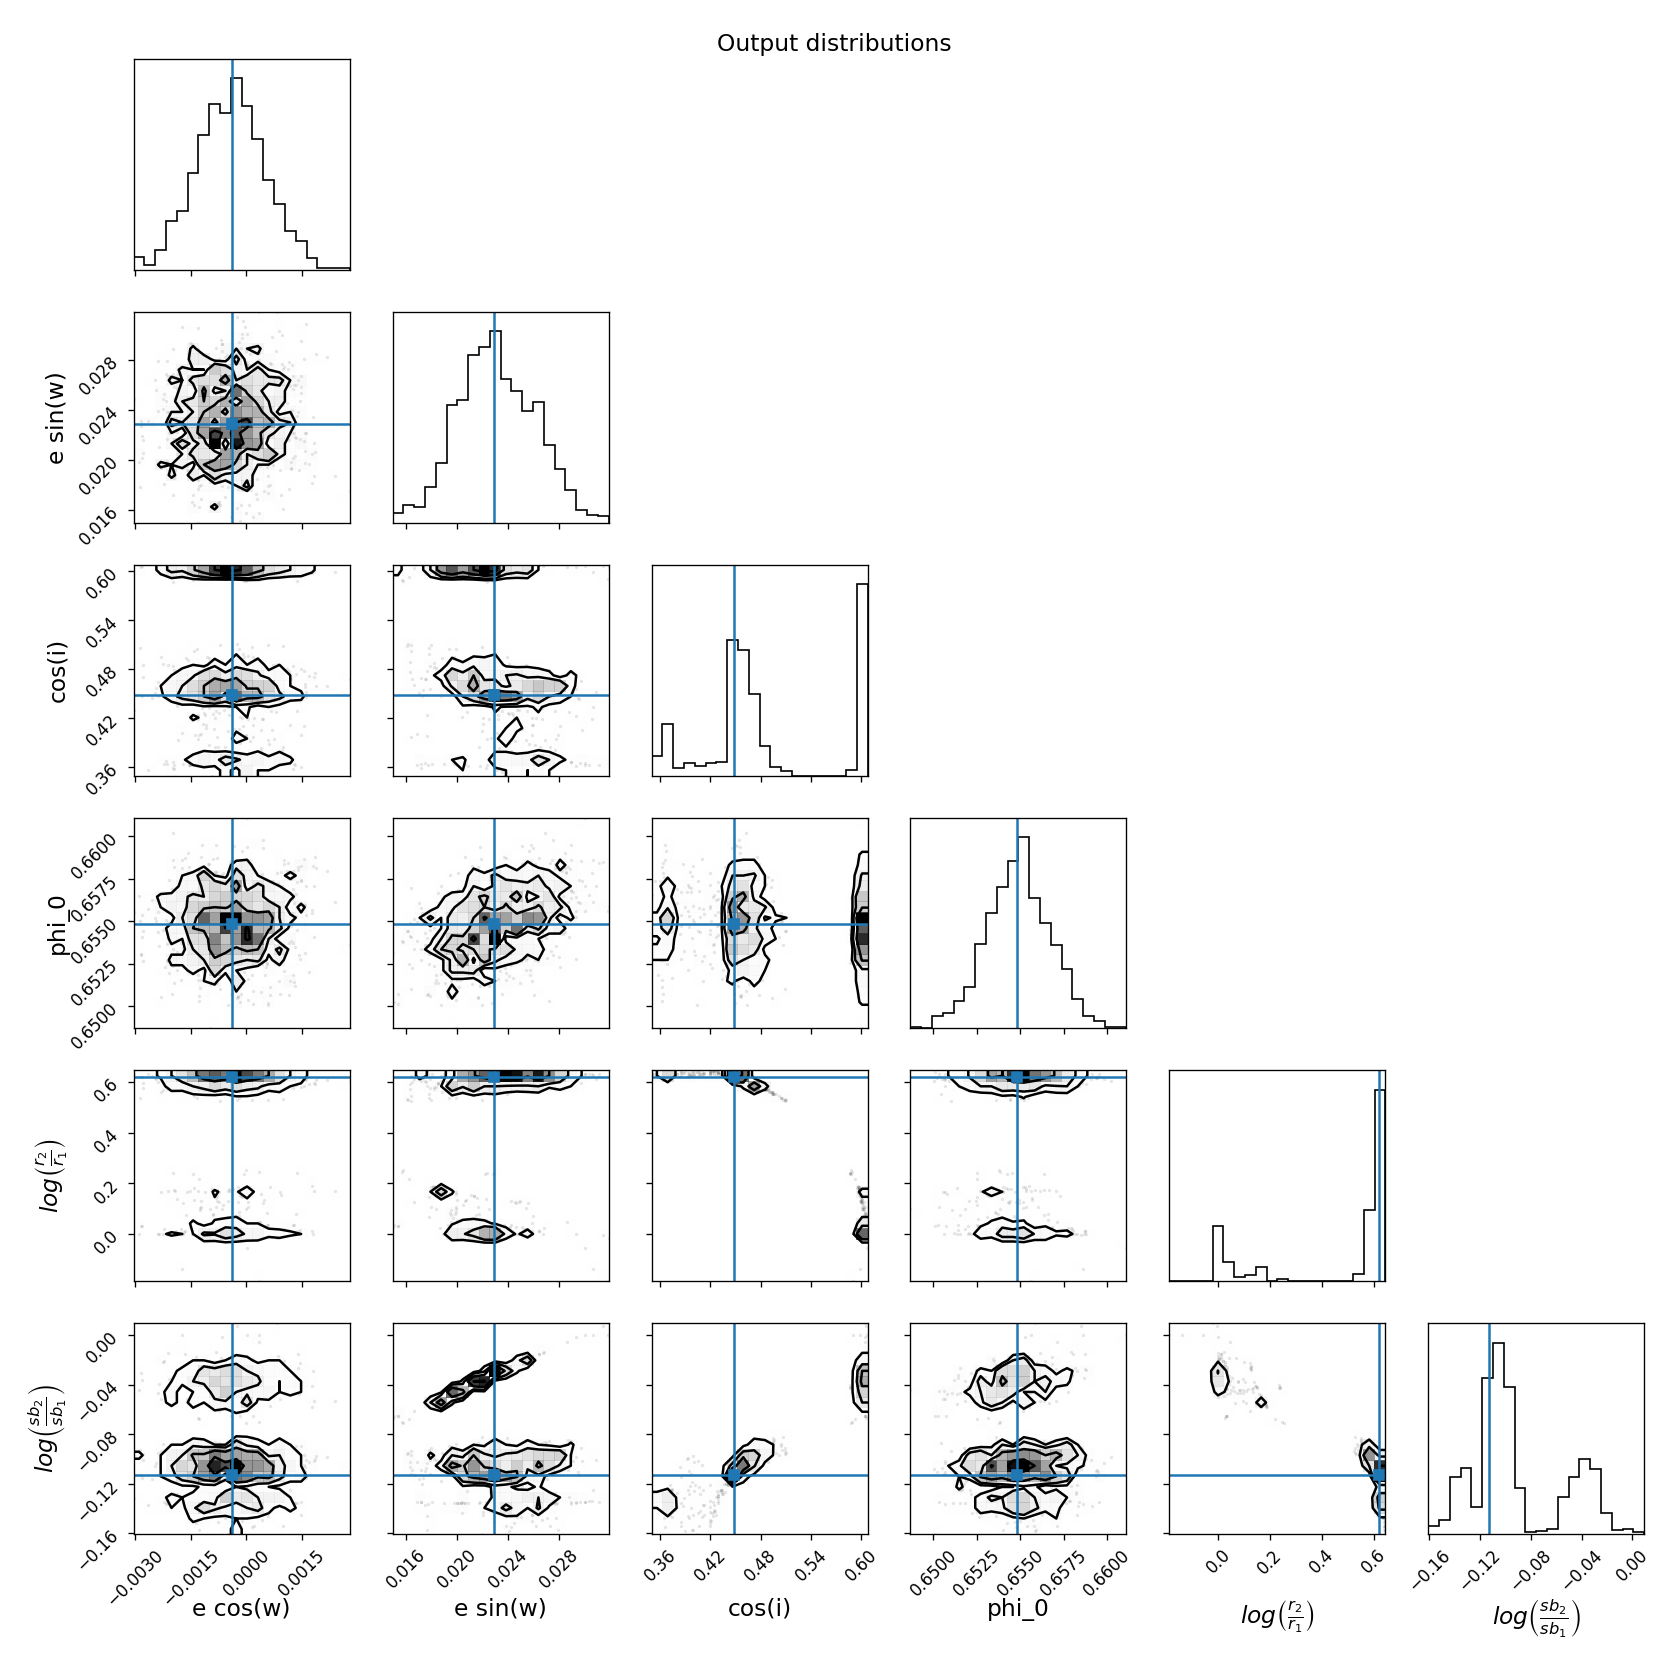 Output distributions
e sin(w)
0.028
0.024
0.020
0.016
cos(i)
0.60
0.54
0.48
0.42
0.36
phi_0
0.6600
0.6575
0.6550
0.6525
0.6500
log(r₂/r₁)
0.6
0.4
0.2
0.0
log(sb₂/sb₁)
0.00
−0.04
−0.08
−0.12
−0.16
−0.0030 −0.0015 0.0000 0.0015
0.016 0.020 0.024 0.028
0.36 0.42 0.48 0.54 0.60
0.6500 0.6525 0.6550 0.6575 0.6600
0.0 0.2 0.4 0.6
−0.16 −0.12 −0.08 −0.04 0.00
e cos(w) e sin(w) cos(i) phi_0 log(r₂/r₁) log(sb₂/sb₁)